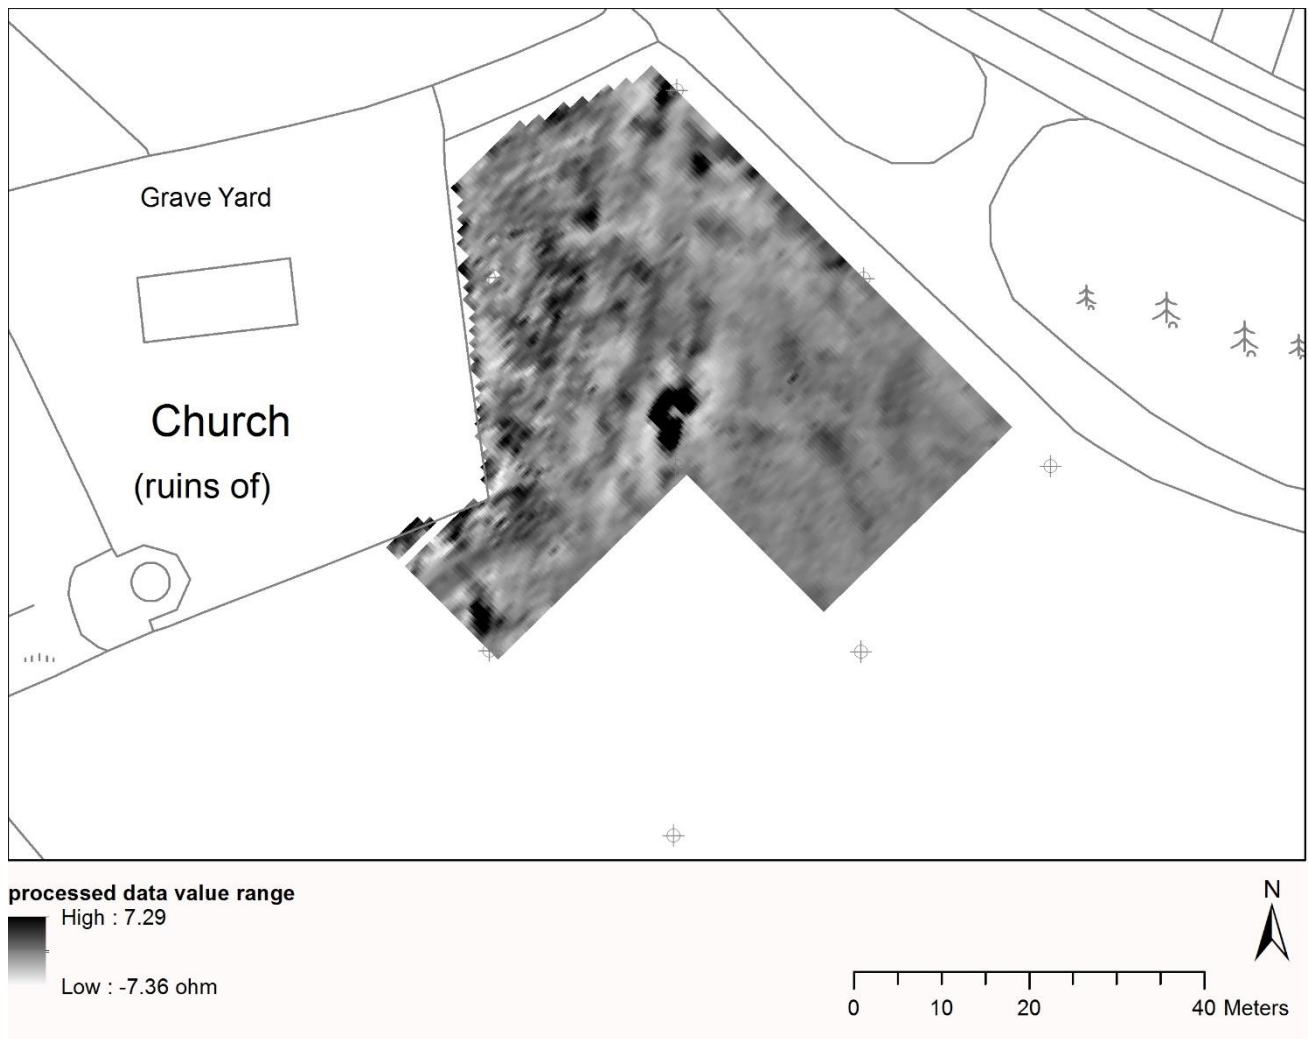 Grave Yard
Church
(ruins of)
processed data value range
High : 7.29
Low : -7.36 ohm
N
0 10 20 40 Meters